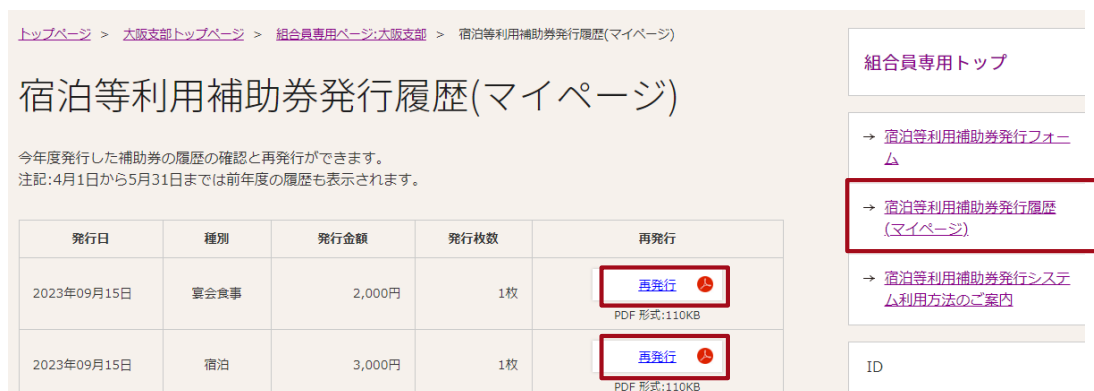 トップページ > 大阪支部トップページ > 組合員専用ページ:大阪支部 > 宿泊等利用補助券発行履歴(マイページ)
宿泊等利用補助券発行履歴(マイページ)
今年度発行した補助券の履歴の確認と再発行ができます。
注記:4月1日から5月31日までは前年度の履歴も表示されます。
発行日 種別 発行金額 発行枚数 再発行
2023年09月15日 宴会食事 2,000円 1枚 再発行
PDF 形式:110KB
2023年09月15日 宿泊 3,000円 1枚 再発行
PDF 形式:110KB
組合員専用トップ
→ 宿泊等利用補助券発行フォー
ム
→ 宿泊等利用補助券発行履歴
(マイページ)
→ 宿泊等利用補助券発行システ
ム利用方法のご案内
ID